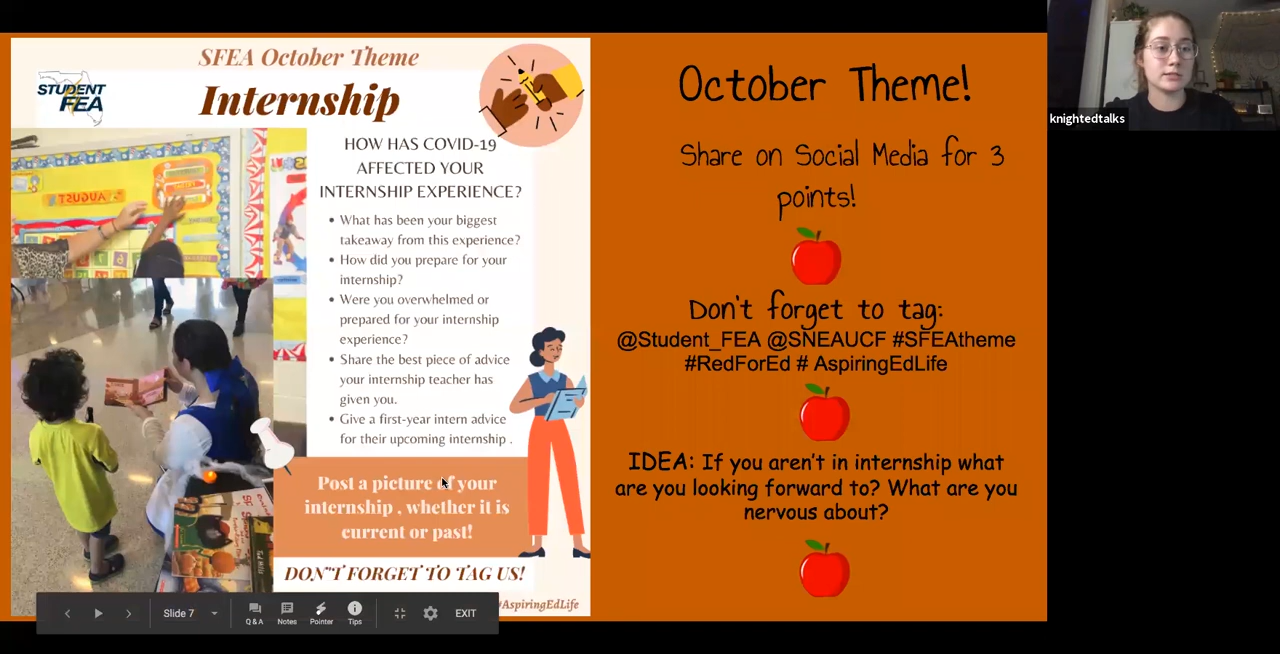 SFEA October Theme
STUDENT
FEA
Internship
HOW HAS COVID-19
AFFECTED YOUR
INTERNSHIP EXPERIENCE?
• What has been your biggest
takeaway from this experience?
• How did you prepare for your
internship?
• Were you overwhelmed or
prepared for your internship
experience?
• Share the best piece of advice
your internship teacher has
given you.
• Give a first-year intern advice
for their upcoming internship .
AUGUST
Post a picture of your
internship , whether it is
current or past!
DON'T FORGET TO TAG US!
#AspiringEdLife
October Theme!
Share on Social Media for 3
points!
Don't forget to tag:
@Student_FEA @SNEAUCF #SFEAtheme
#RedForEd # AspiringEdLife
IDEA: If you aren't in internship what
are you looking forward to? What are you
nervous about?
knightedtalks
Slide 7
Q & A
Notes
Pointer
Tips
EXIT